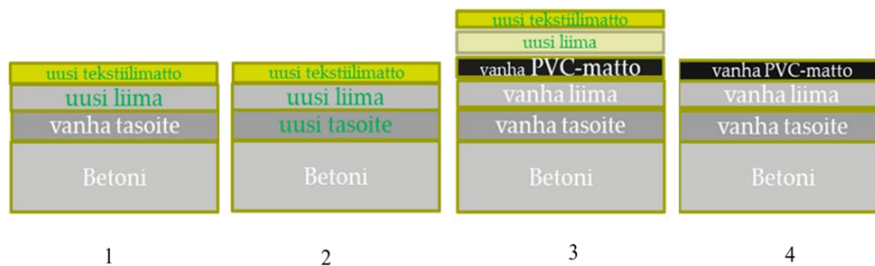 uusi tekstiilimatto
uusi liima
vanha tasoite
Betoni
1
uusi tekstiilimatto
uusi liima
uusi tasoite
Betoni
2
uusi tekstiilimatto
uusi liima
vanha PVC-matto
vanha liima
vanha tasoite
Betoni
3
vanha PVC-matto
vanha liima
vanha tasoite
Betoni
4